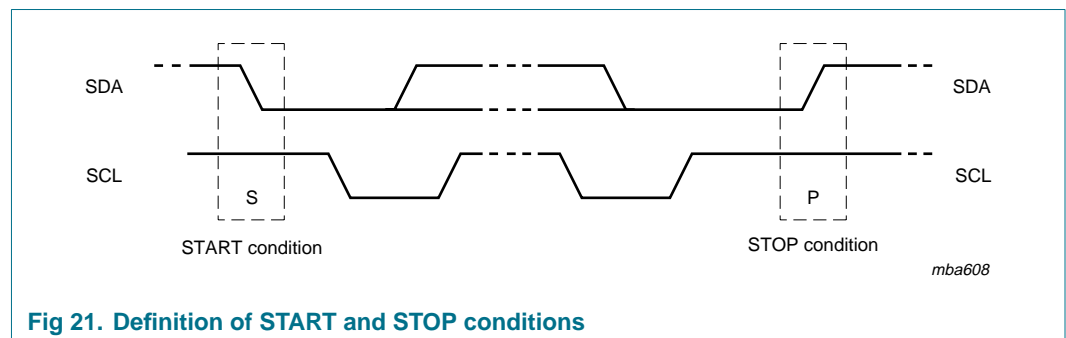 SDA SDA
SCL SCL
S P
START condition STOP condition
mba608
Fig 21. Definition of START and STOP conditions